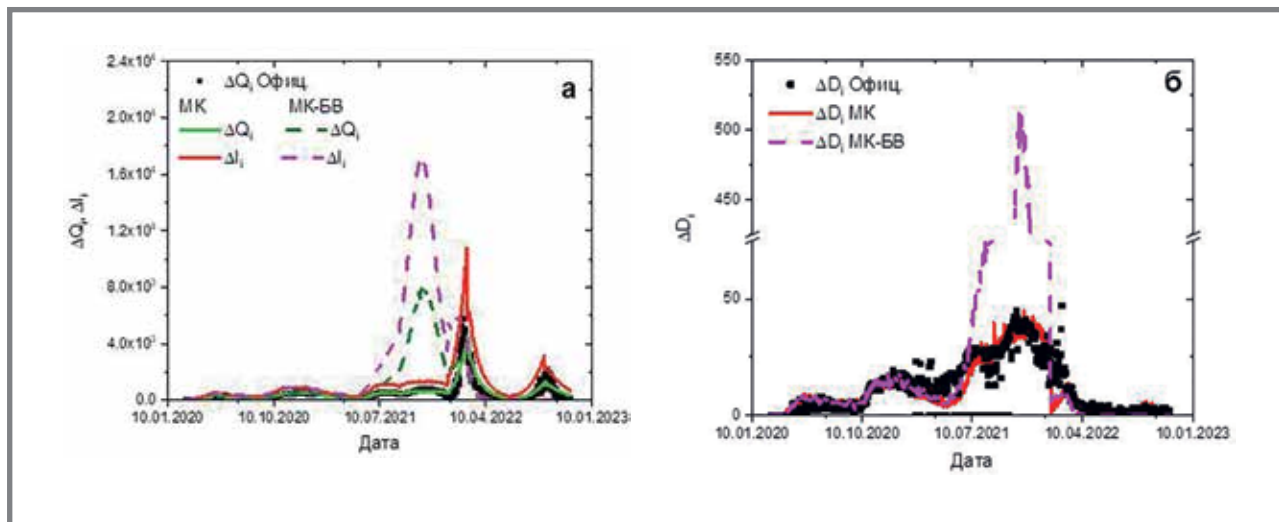 а
2.4x10⁴
2.0x10⁴
1.6x10⁴
1.2x10⁴
8.0x10³
4.0x10³
0.0
ΔQᵢ, ΔIᵢ
ΔQᵢ Офиц.
МК МК-БВ
ΔQᵢ ΔQᵢ
ΔIᵢ ΔIᵢ
10.01.2020 10.10.2020 10.07.2021 10.04.2022 10.01.2023
Дата
б
550
500
450
50
0
ΔDᵢ
ΔDᵢ Офиц.
ΔDᵢ МК
ΔDᵢ МК-БВ
10.01.2020 10.10.2020 10.07.2021 10.04.2022 10.01.2023
Дата